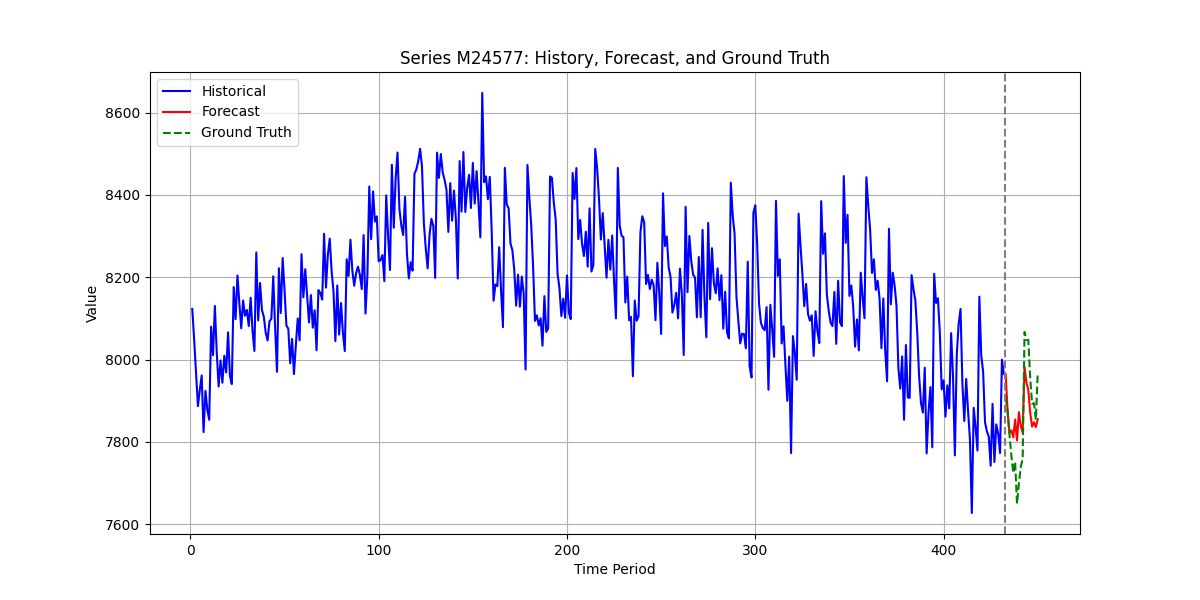 Series M24577: History, Forecast, and Ground Truth
Historical
Forecast
Ground Truth
8600
8400
8200
8000
7800
7600
Value
0 100 200 300 400
Time Period